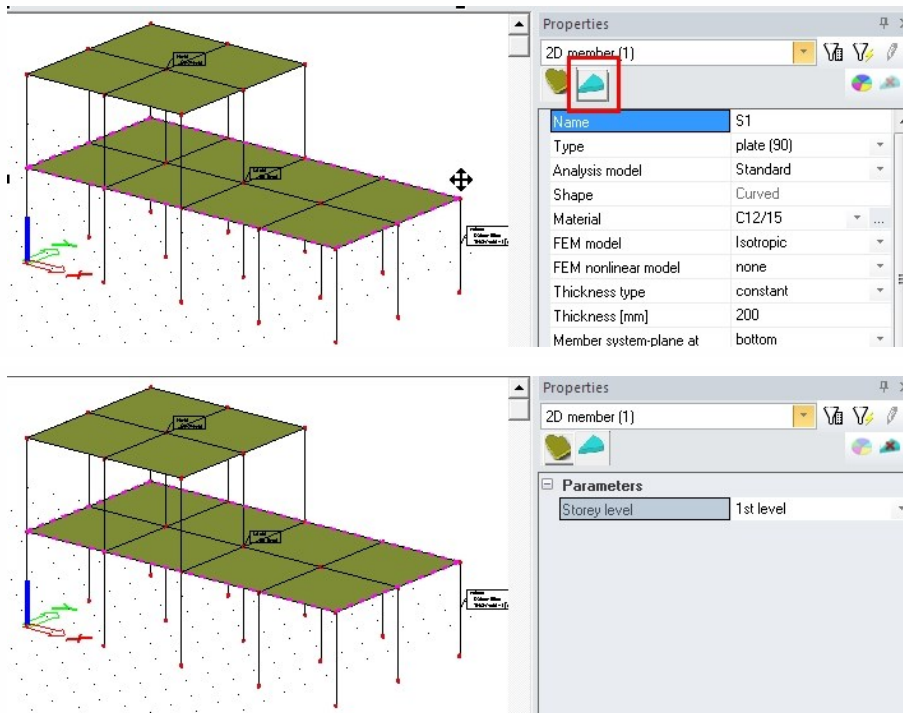 Properties
2D member (1)
Name S1
Type plate (90)
Analysis model Standard
Shape Curved
Material C12/15 ...
FEM model Isotropic
FEM nonlinear model none
Thickness type constant
Thickness [mm] 200
Member system-plane at bottom
Properties
2D member (1)
Parameters
Storey level 1st level